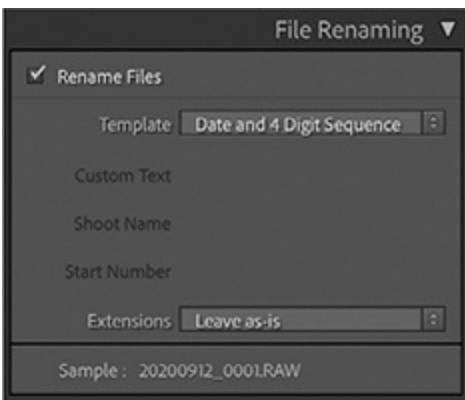 File Renaming
Rename Files
Template Date and 4 Digit Sequence
Custom Text
Shoot Name
Start Number
Extensions Leave as-is
Sample : 20200912_0001.RAW